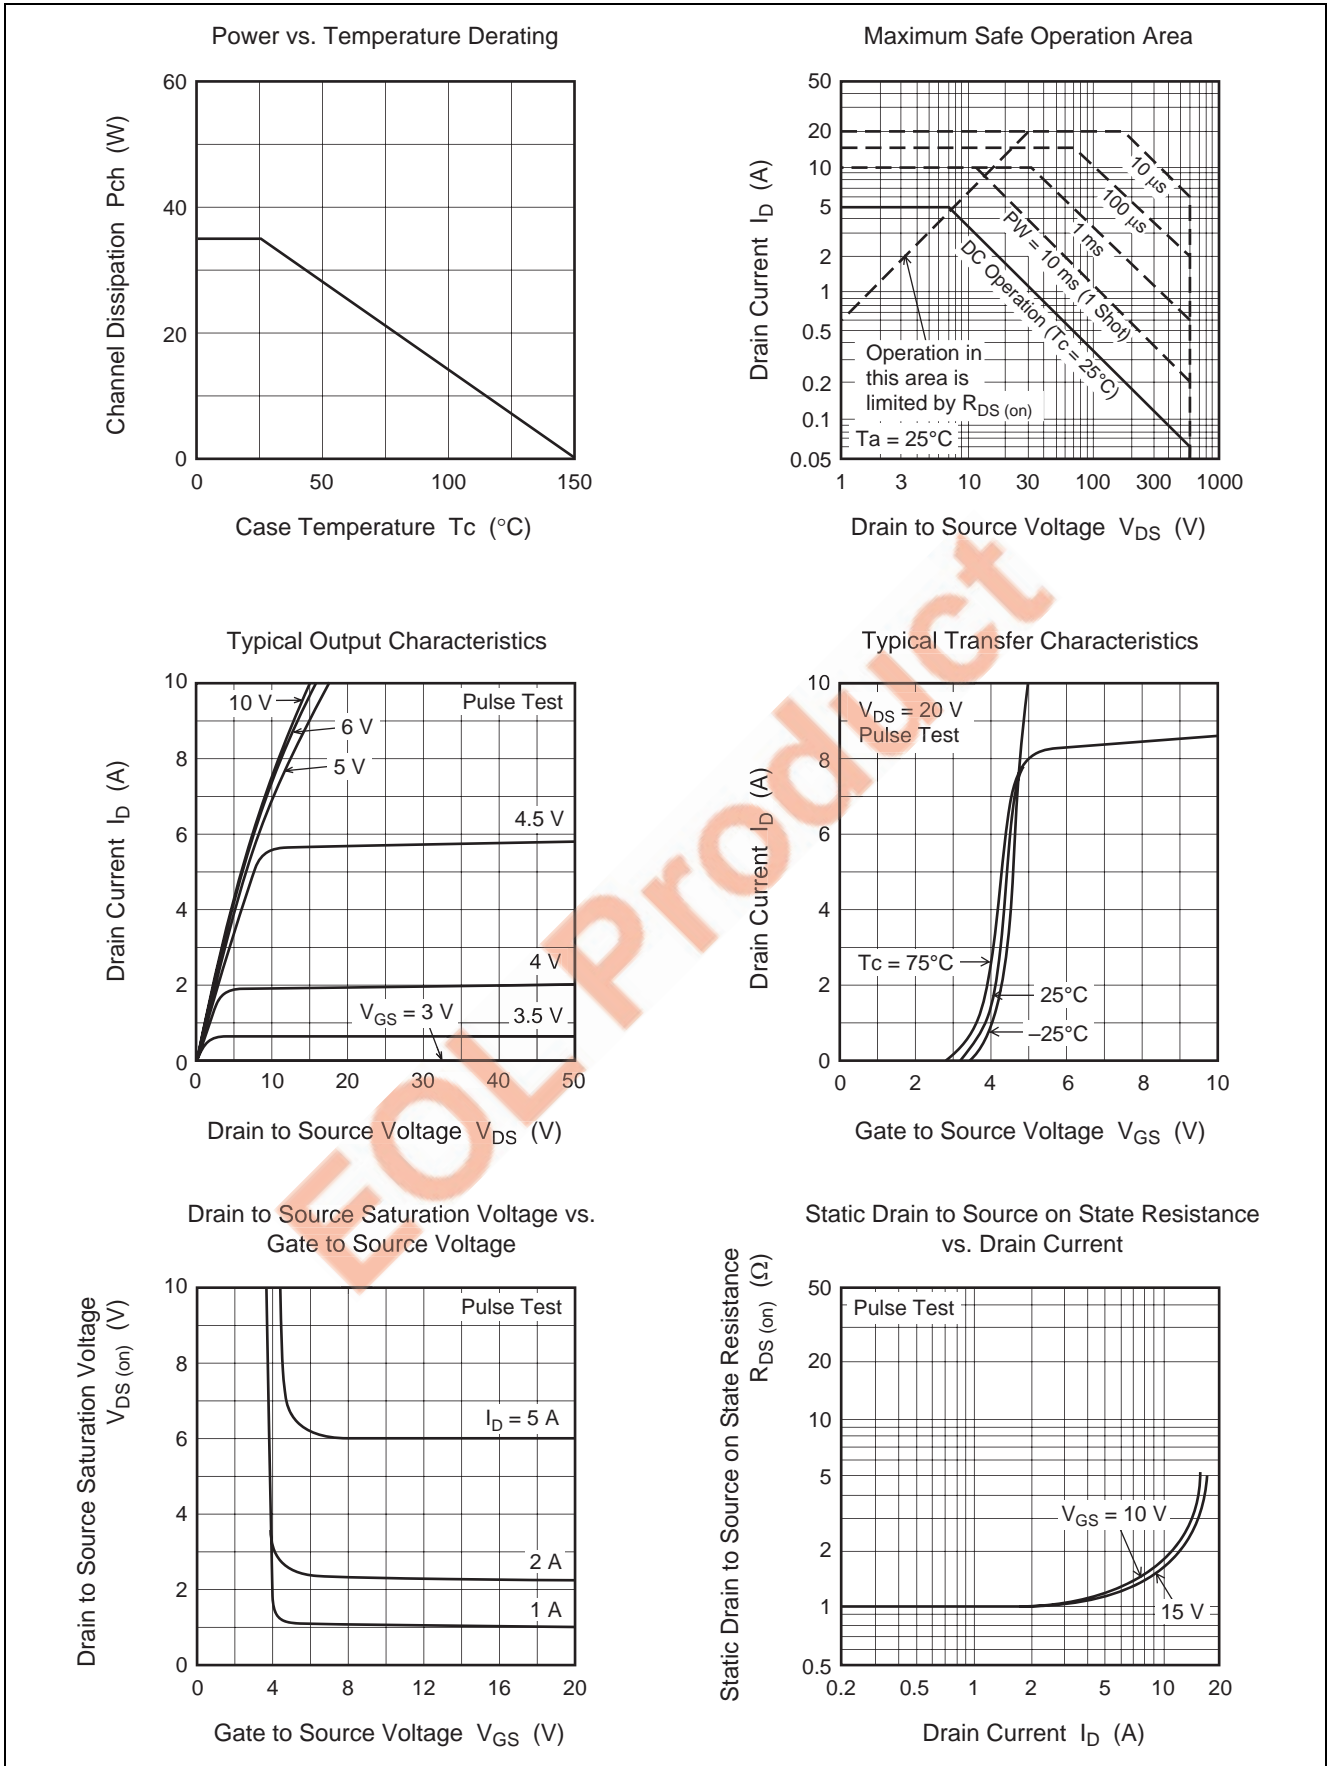 Power vs. Temperature Derating
Channel Dissipation Pch (W)
60
40
20
0
0 50 100 150
Case Temperature Tc (°C)
Maximum Safe Operation Area
Drain Current ID (A)
50
20
10
5
2
1
0.5
0.2
0.1
0.05
10 μs
100 μs
1 ms
PW = 10 ms (1 Shot)
DC Operation (Tc = 25°C)
Operation in
this area is
limited by RDS (on)
Ta = 25°C
1 3 10 30 100 300 1000
Drain to Source Voltage VDS (V)
Typical Output Characteristics
Drain Current ID (A)
10
8
6
4
2
0
10 V
6 V
5 V
Pulse Test
4.5 V
4 V
VGS = 3 V
3.5 V
0 10 20 30 40 50
Drain to Source Voltage VDS (V)
Typical Transfer Characteristics
Drain Current ID (A)
10
8
6
4
2
0
VDS = 20 V
Pulse Test
Tc = 75°C
25°C
–25°C
0 2 4 6 8 10
Gate to Source Voltage VGS (V)
Drain to Source Saturation Voltage vs.
Gate to Source Voltage
Drain to Source Saturation Voltage
VDS (on) (V)
10
8
6
4
2
0
Pulse Test
ID = 5 A
2 A
1 A
0 4 8 12 16 20
Gate to Source Voltage VGS (V)
Static Drain to Source on State Resistance
vs. Drain Current
Static Drain to Source on State Resistance
RDS (on) (Ω)
50
20
10
5
2
1
0.5
Pulse Test
VGS = 10 V
15 V
0.2 0.5 1 2 5 10 20
Drain Current ID (A)
EOL Product